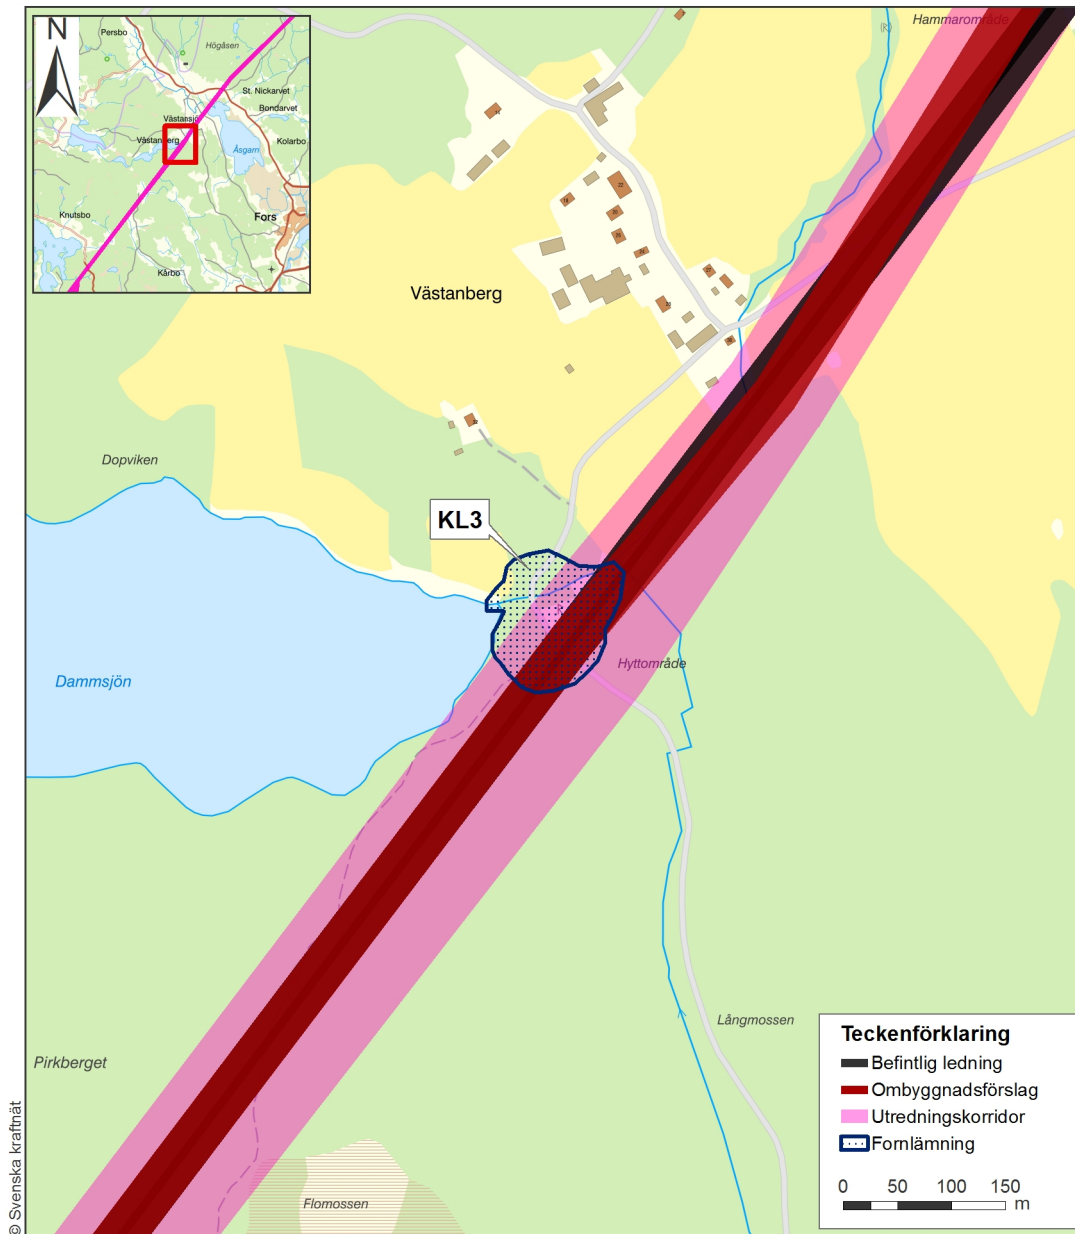 N
Persbo
Högåsen
St. Nickarvet
Bondarvet
Västansjö
Västanberg
Kolarbo
Åsgarn
Knutsbo
Fors
Kårbo
Hammarområde
(R)
Västanberg
Dopviken
KL3
Dammsjön
Hyttområde
Långmossen
Pirkberget
Flomossen
Teckenförklaring
Befintlig ledning
Ombyggnadsförslag
Utredningskorridor
Fornlämning
0 50 100 150
m
© Svenska kraftnät